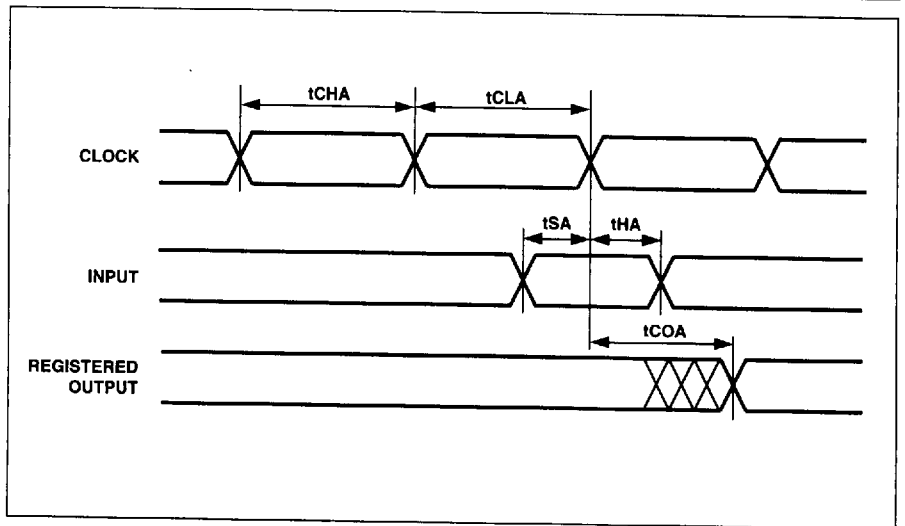 tCHA
tCLA
CLOCK
tSA
tHA
INPUT
tCOA
REGISTERED
OUTPUT